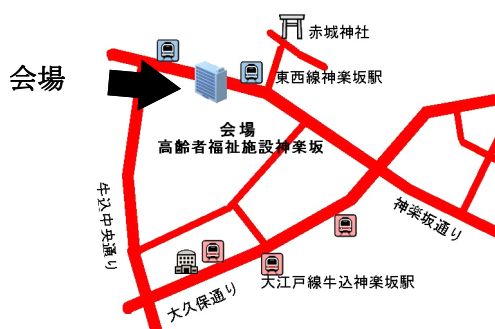 赤城神社
会場
東西線神楽坂駅
会場
高齢者福祉施設神楽坂
牛込中央通り
神楽坂通り
大江戸線牛込神楽坂駅
大久保通り